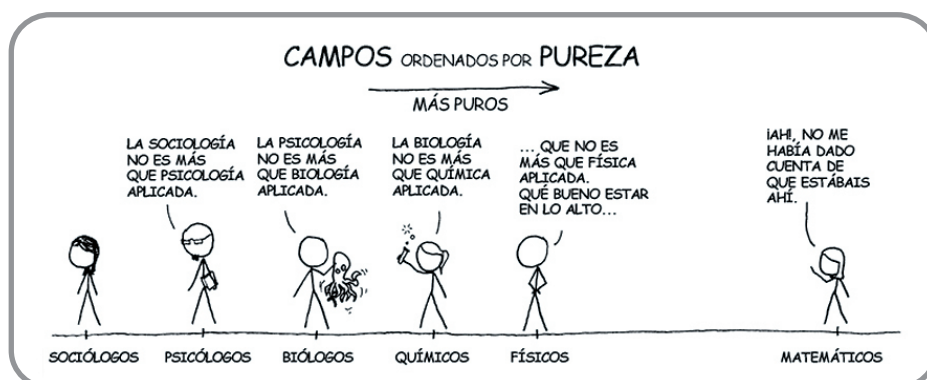 CAMPOS ORDENADOS POR PUREZA
MÁS PUROS
LA SOCIOLOGÍA
NO ES MÁS
QUE PSICOLOGÍA
APLICADA.
LA PSICOLOGÍA
NO ES MÁS
QUE BIOLOGÍA
APLICADA.
LA BIOLOGÍA
NO ES MÁS
QUE QUÍMICA
APLICADA.
... QUE NO ES
MÁS QUE FÍSICA
APLICADA.
QUÉ BUENO ESTAR
EN LO ALTO...
¡AH!, NO ME
HABÍA DADO
CUENTA DE
QUE ESTÁBAIS
AHÍ.
SOCIÓLOGOS
PSICÓLOGOS
BIÓLOGOS
QUÍMICOS
FÍSICOS
MATEMÁTICOS